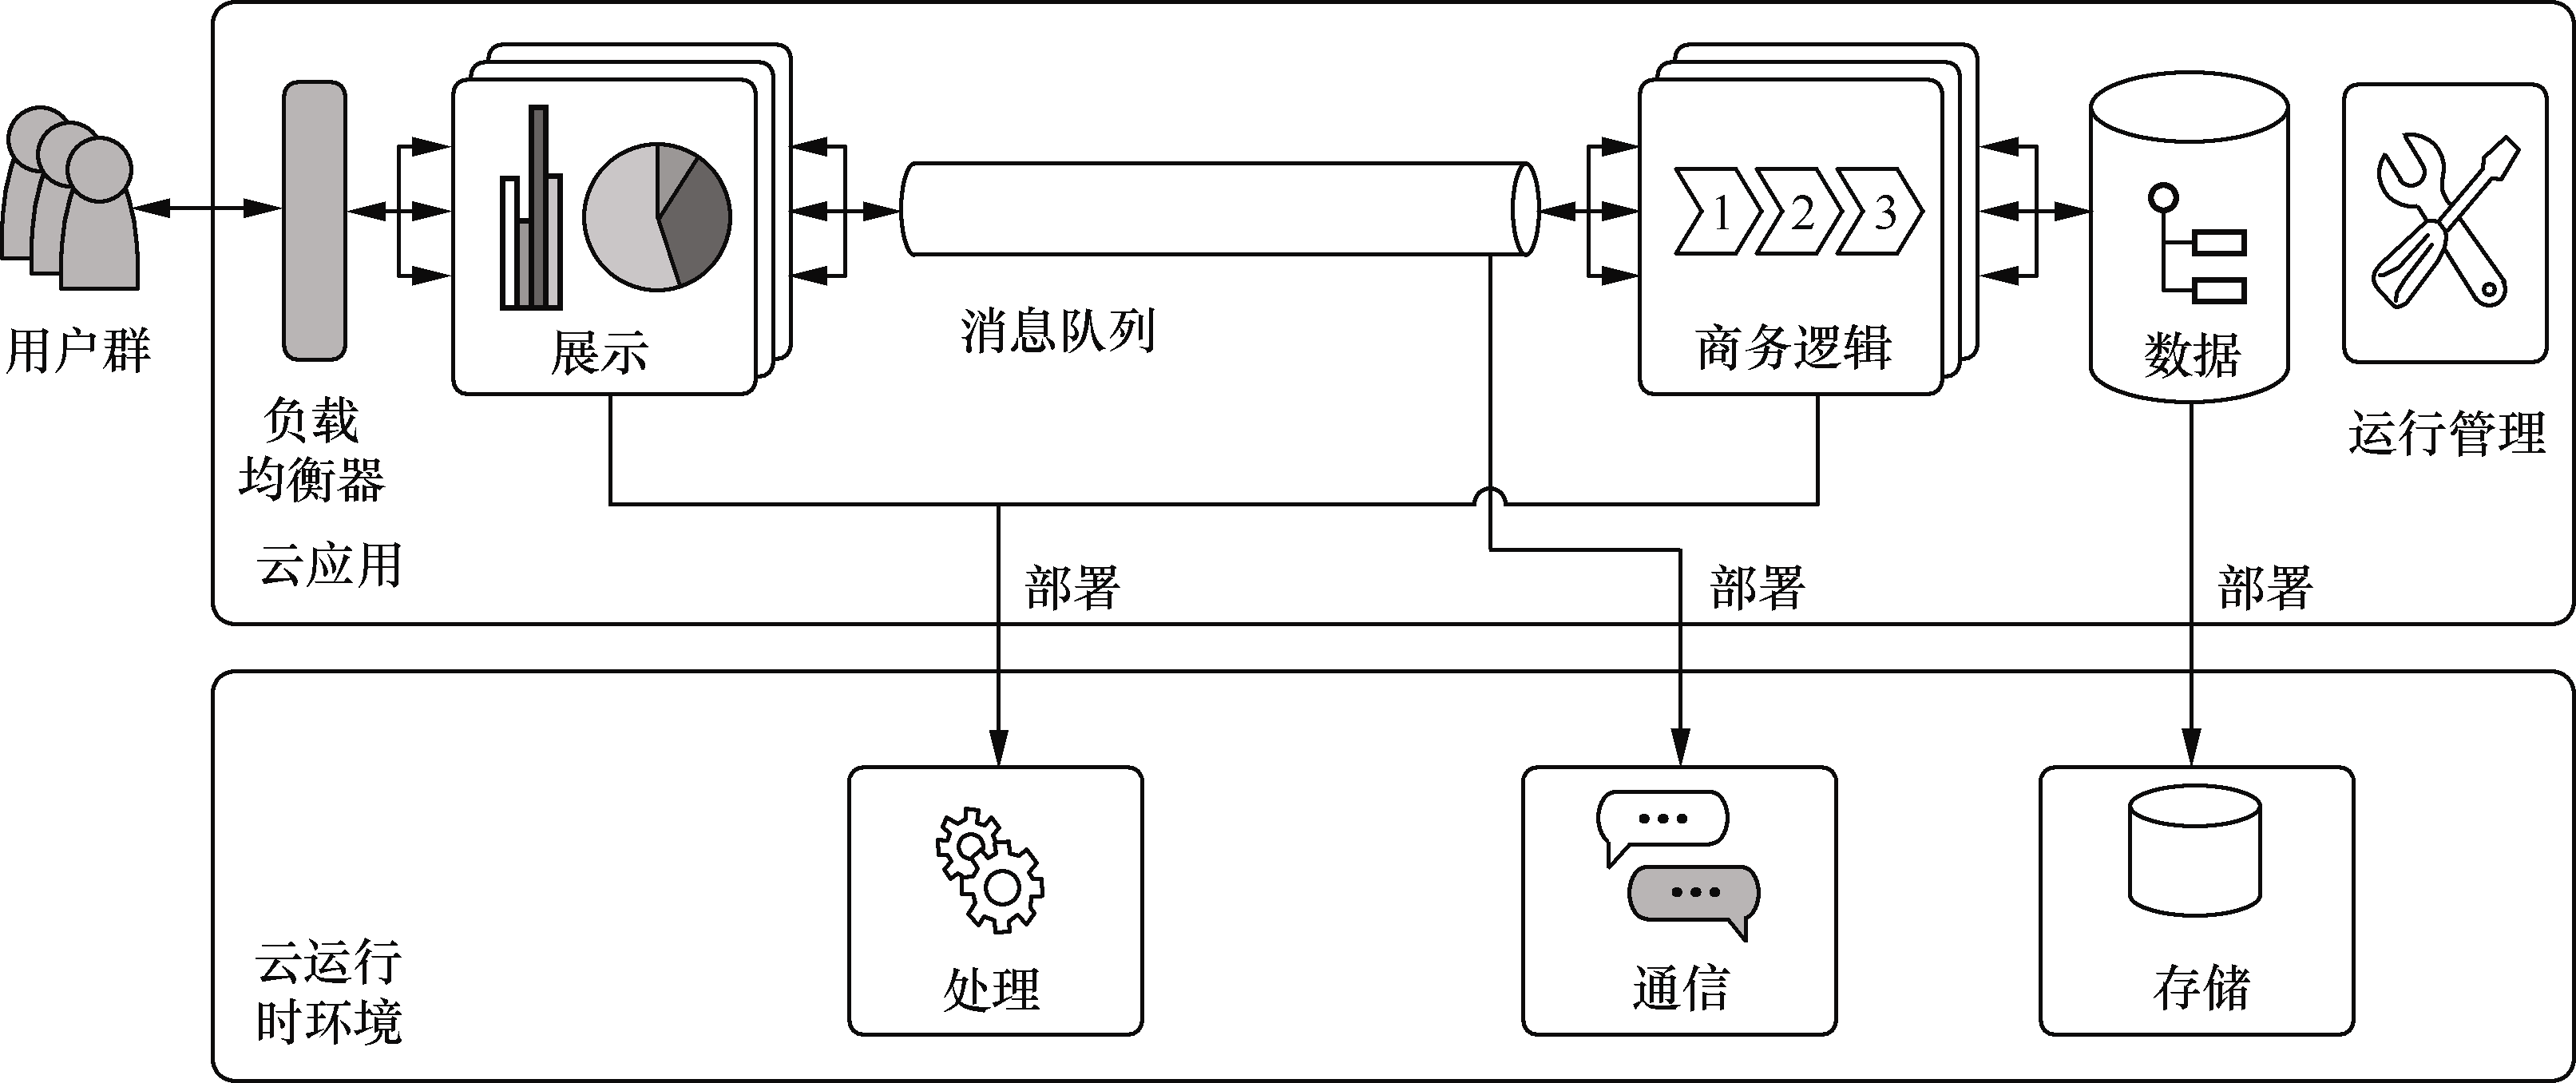 用户群
负载
均衡器
展示
消息队列
1 2 3
商务逻辑
数据
运行管理
云应用
部署
部署
部署
云运行
时环境
处理
通信
存储